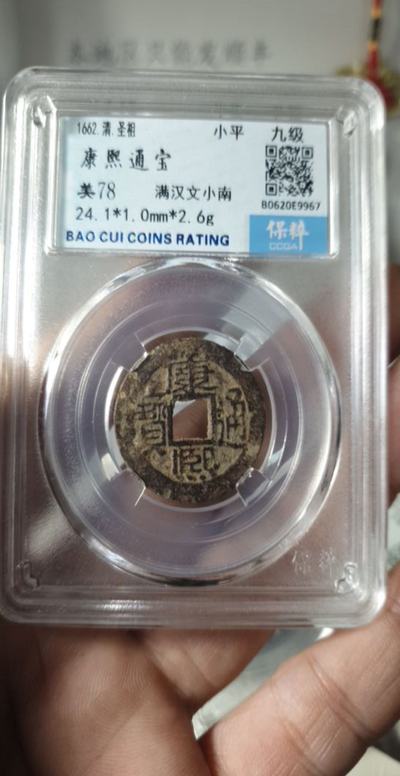 1662.清.圣祖 小平 九级
康熙通宝
美78 满汉文小南
24.1*1.0mm*2.6g
B0620E9967
BAO CUI COINS RATING
保粹
CCGA
康熙通寶
保粹